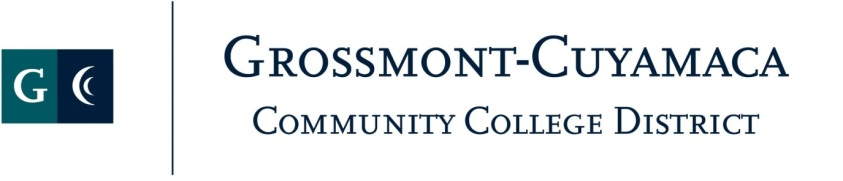 G
GROSSMONT-CUYAMACA
COMMUNITY COLLEGE DISTRICT